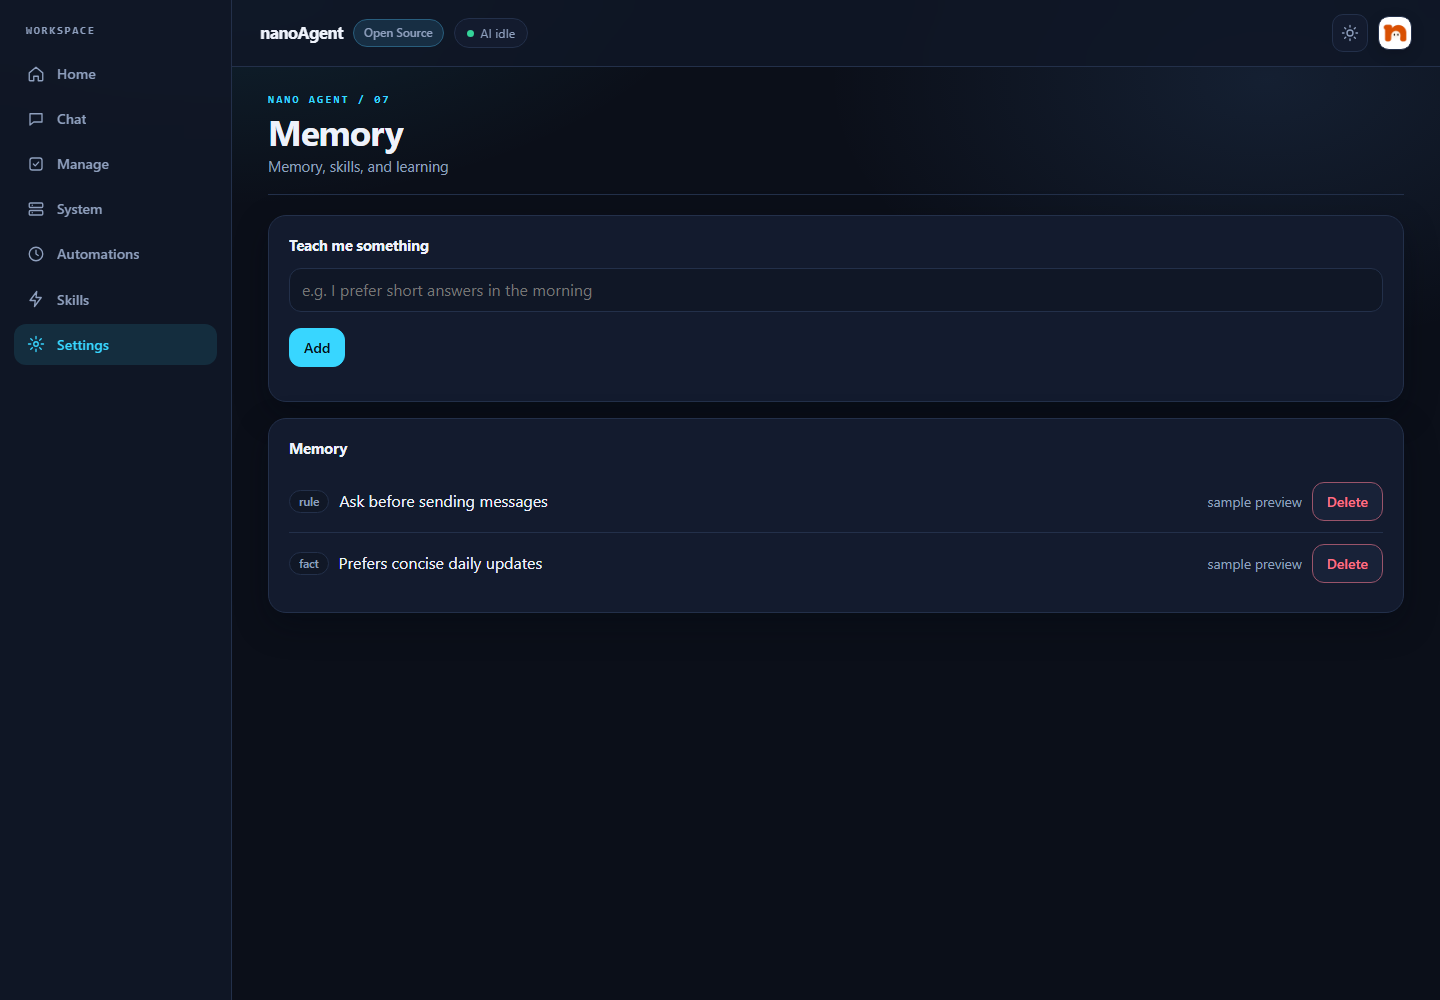 WORKSPACE
Home
Chat
Manage
System
Automations
Skills
Settings
nanoAgent
Open Source
AI idle
NANO AGENT / 07
Memory
Memory, skills, and learning
Teach me something
e.g. I prefer short answers in the morning
Add
Memory
rule Ask before sending messages sample preview Delete
fact Prefers concise daily updates sample preview Delete